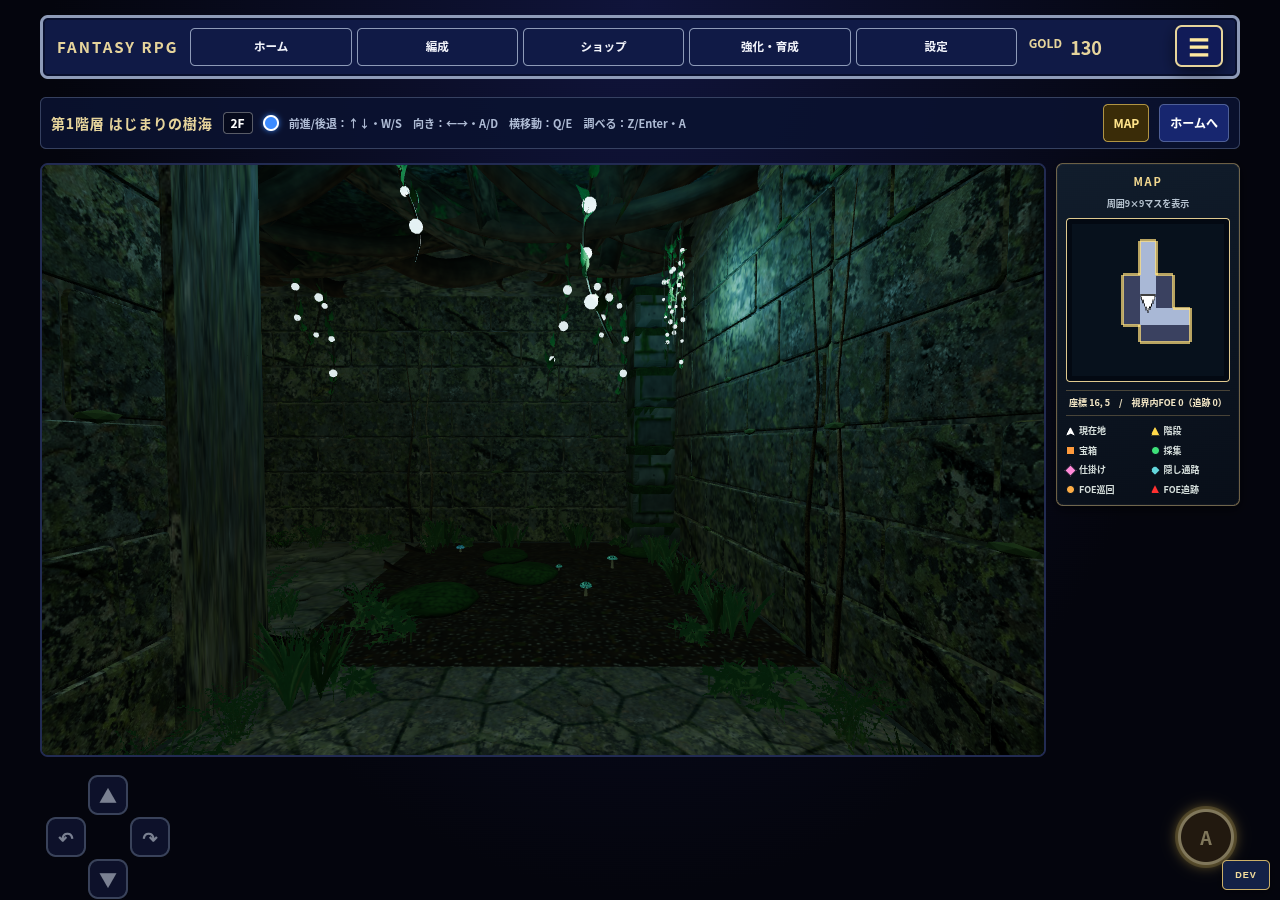 FANTASY RPG
ホーム
編成
ショップ
強化・育成
設定
GOLD 130
第1階層 はじまりの樹海
2F
前進/後退：↑↓・W/S 向き：←→・A/D 横移動：Q/E 調べる：Z/Enter・A
MAP
ホームへ
MAP
周囲9×9マスを表示
座標 16, 5 / 視界内FOE 0（追跡 0）
現在地
階段
宝箱
採集
仕掛け
隠し通路
FOE巡回
FOE追跡
A
DEV